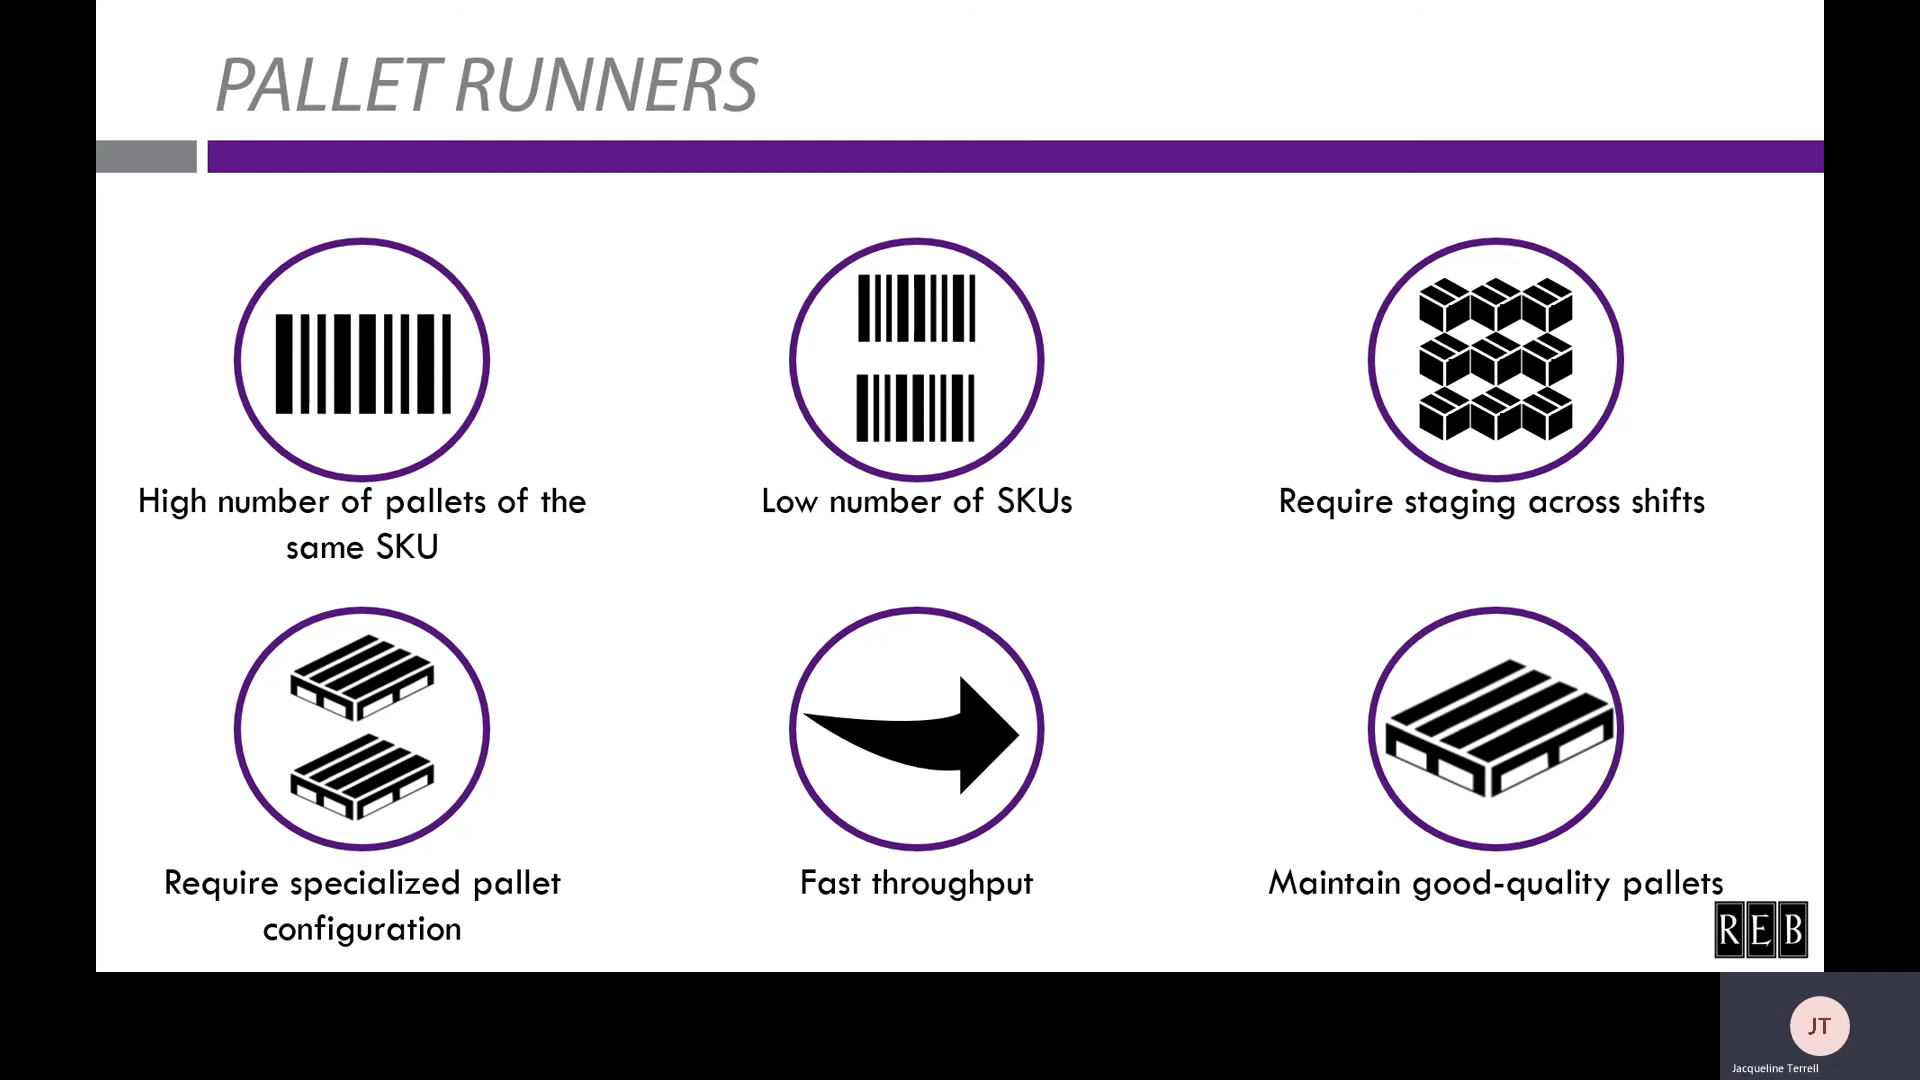 PALLET RUNNERS
High number of pallets of the
same SKU
Low number of SKUs
Require staging across shifts
Require specialized pallet
configuration
Fast throughput
Maintain good-quality pallets
REB
JT
Jacqueline Terrell